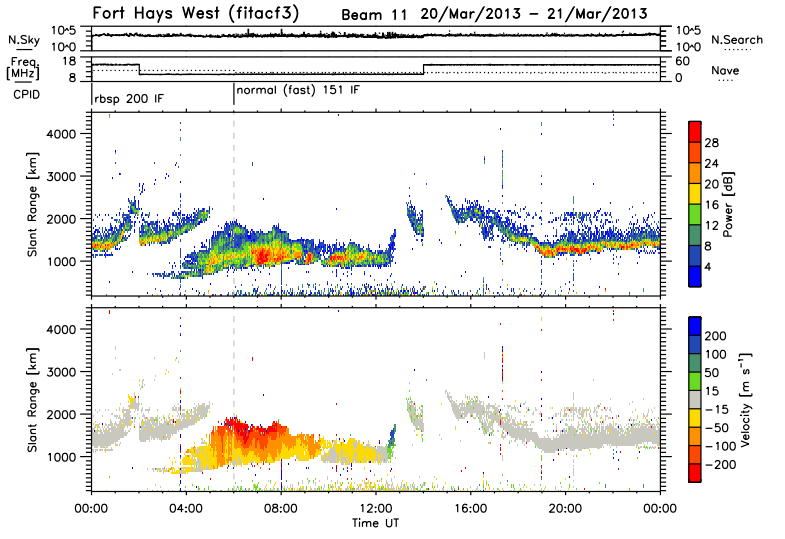 Fort Hays West (fitacf3) Beam 11 20/Mar/2013 − 21/Mar/2013
N.Sky 10^5 10^0 10^5 10^0 N.Search
Freq. [MHz] 18 8 60 0 Nave
CPID rbsp 200 IF normal (fast) 151 IF
Slant Range [km]
4000
3000
2000
1000
28
24
20
16
12
8
4
Power [dB]
Slant Range [km]
4000
3000
2000
1000
200
100
50
15
−15
−50
−100
−200
Velocity [m s⁻¹]
00:00 04:00 08:00 12:00 16:00 20:00 00:00
Time UT